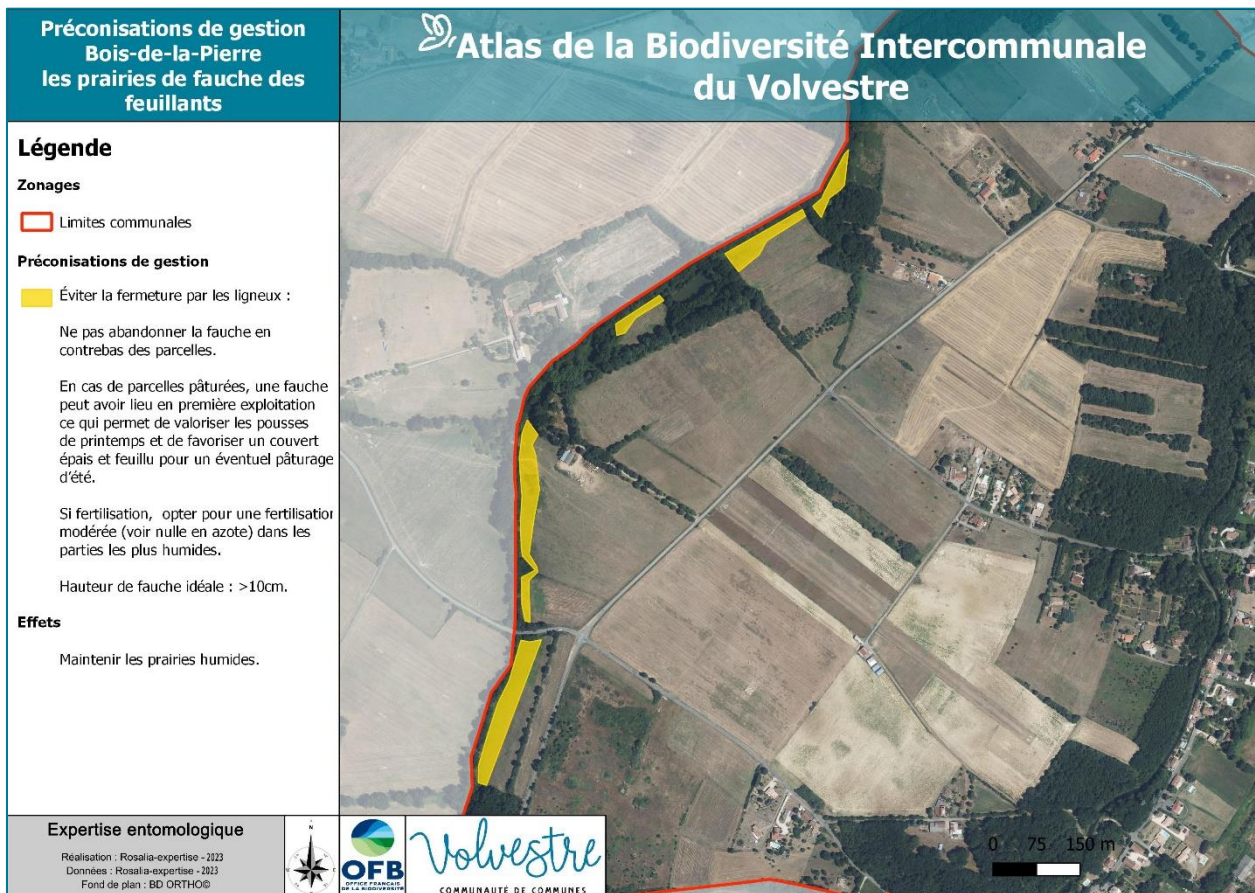 Préconisations de gestion
Bois-de-la-Pierre
les prairies de fauche des
feuillants
Atlas de la Biodiversité Intercommunale
du Volvestre
Légende
Zonages
Limites communales
Préconisations de gestion
Éviter la fermeture par les ligneux :
Ne pas abandonner la fauche en
contrebas des parcelles.
En cas de parcelles pâturées, une fauche
peut avoir lieu en première exploitation
ce qui permet de valoriser les pousses
de printemps et de favoriser un couvert
épais et feuillu pour un éventuel pâturage
d'été.
Si fertilisation, opter pour une fertilisation
modérée (voir nulle en azote) dans les
parties les plus humides.
Hauteur de fauche idéale : >10cm.
Effets
Maintenir les prairies humides.
Expertise entomologique
Réalisation : Rosalia-expertise - 2023
Données : Rosalia-expertise - 2023
Fond de plan : BD ORTHO©
N
OFB
OFFICE FRANÇAIS
DE LA BIODIVERSITÉ
Volvestre
COMMUNAUTÉ DE COMMUNES
0 75 150 m